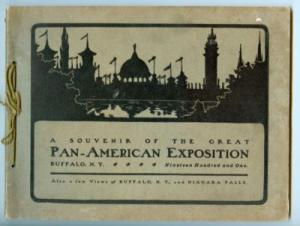 A SOUVENIR OF THE GREAT
PAN-AMERICAN EXPOSITION
BUFFALO, N. Y. Nineteen Hundred and One.
Also a few Views of BUFFALO, N. Y., and NIAGARA FALLS.